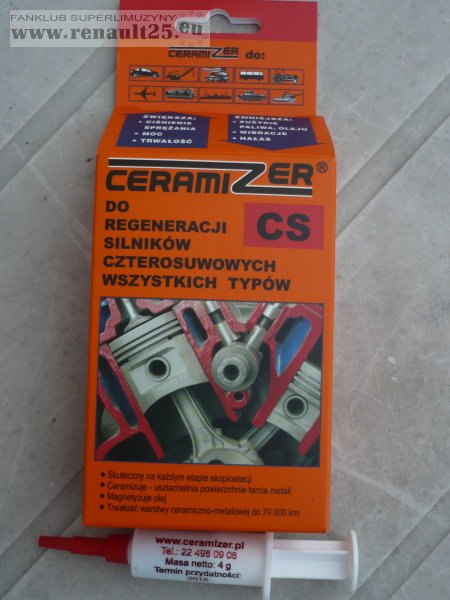 FANKLUB SUPERLIMUZYNY
www.renault25.eu
CERAMIZER do:
ZWIĘKSZA:
• CIŚNIENIE
SPRĘŻANIA
• MOC
• TRWAŁOŚĆ
ZMNIEJSZA:
• ZUŻYCIE
PALIWA, OLEJU
• WIBRACJE
• HAŁAS
CERAMIZER®
CS
DO
REGENERACJI
SILNIKÓW
CZTEROSUWOWYCH
WSZYSTKICH TYPÓW
• Skuteczny na każdym etapie eksploatacji
• Ceramizuje - uszlachetnia powierzchnie tarcia metali
• Magnetyzuje olej
• Trwałość warstwy ceramiczno-metalowej do 70 000 km
www.ceramizer.pl
Tel.: 22 498 09 08
Masa netto: 4 g
Termin przydatności:
2015